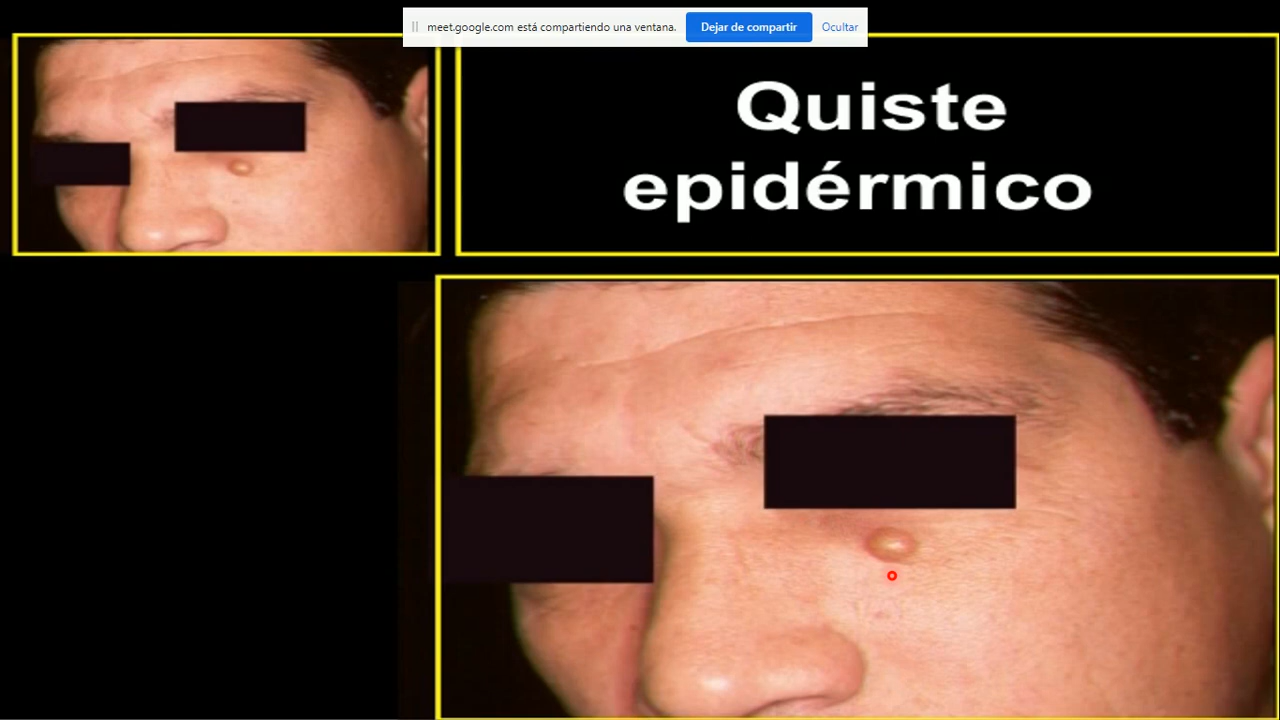 meet.google.com está compartiendo una ventana. Dejar de compartir Ocultar
Quiste
epidérmico